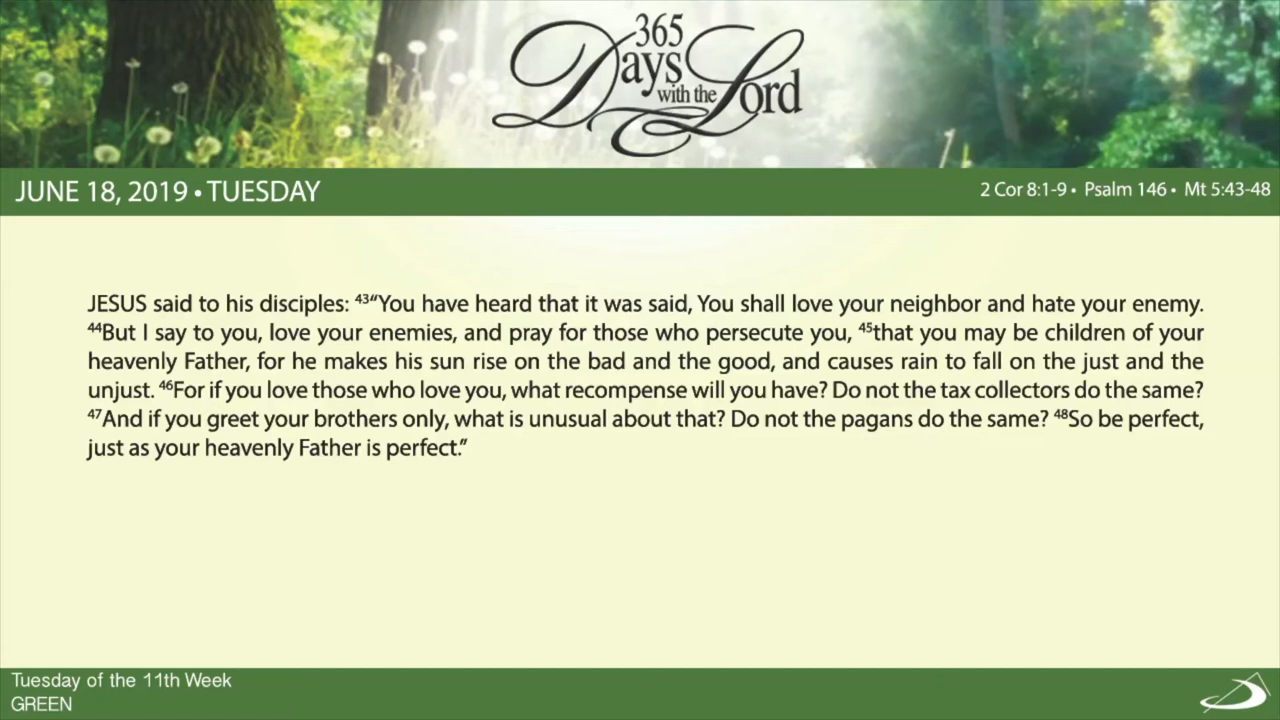 365
Days
with the
Lord
JUNE 18, 2019 • TUESDAY
2 Cor 8:1-9 • Psalm 146 • Mt 5:43-48
JESUS said to his disciples: ⁴³“You have heard that it was said, You shall love your neighbor and hate your enemy.
⁴⁴But I say to you, love your enemies, and pray for those who persecute you, ⁴⁵that you may be children of your
heavenly Father, for he makes his sun rise on the bad and the good, and causes rain to fall on the just and the
unjust. ⁴⁶For if you love those who love you, what recompense will you have? Do not the tax collectors do the same?
⁴⁷And if you greet your brothers only, what is unusual about that? Do not the pagans do the same? ⁴⁸So be perfect,
just as your heavenly Father is perfect.”
Tuesday of the 11th Week
GREEN